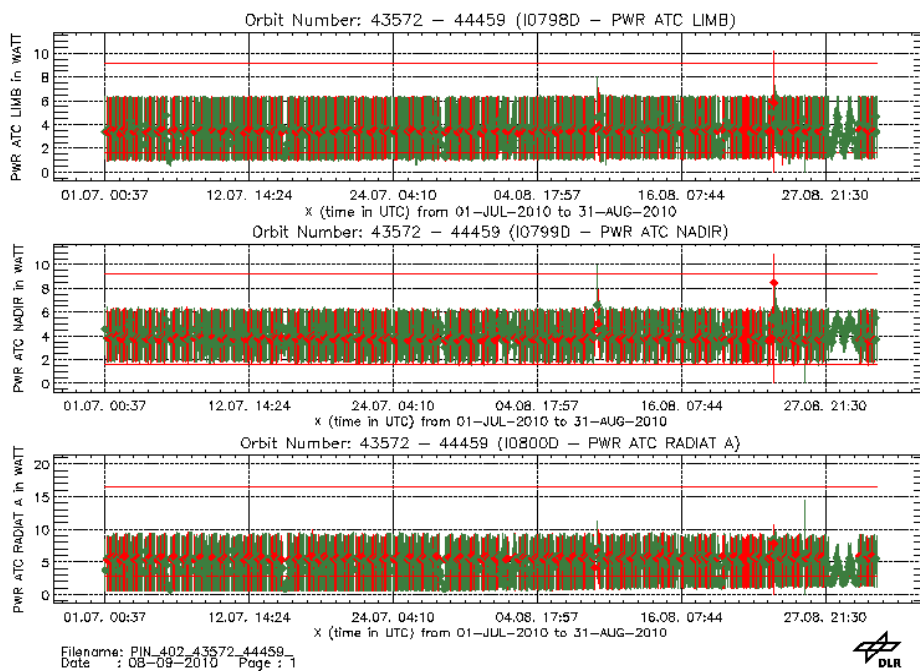 Orbit Number: 43572 – 44459 (I0798D – PWR ATC LIMB)
PWR ATC LIMB in WATT
10
8
6
4
2
0
01.07. 00:37 12.07. 14:24 24.07. 04:10 04.08. 17:57 16.08. 07:44 27.08. 21:30
X (time in UTC) from 01-JUL-2010 to 31-AUG-2010
Orbit Number: 43572 – 44459 (I0799D – PWR ATC NADIR)
PWR ATC NADIR in WATT
10
8
6
4
2
0
01.07. 00:37 12.07. 14:24 24.07. 04:10 04.08. 17:57 16.08. 07:44 27.08. 21:30
X (time in UTC) from 01-JUL-2010 to 31-AUG-2010
Orbit Number: 43572 – 44459 (I0800D – PWR ATC RADIAT A)
PWR ATC RADIAT A in WATT
20
15
10
5
0
01.07. 00:37 12.07. 14:24 24.07. 04:10 04.08. 17:57 16.08. 07:44 27.08. 21:30
X (time in UTC) from 01-JUL-2010 to 31-AUG-2010
Filename: PIN_402_43572_44459_
Date : 08-09-2010 Page : 1
DLR